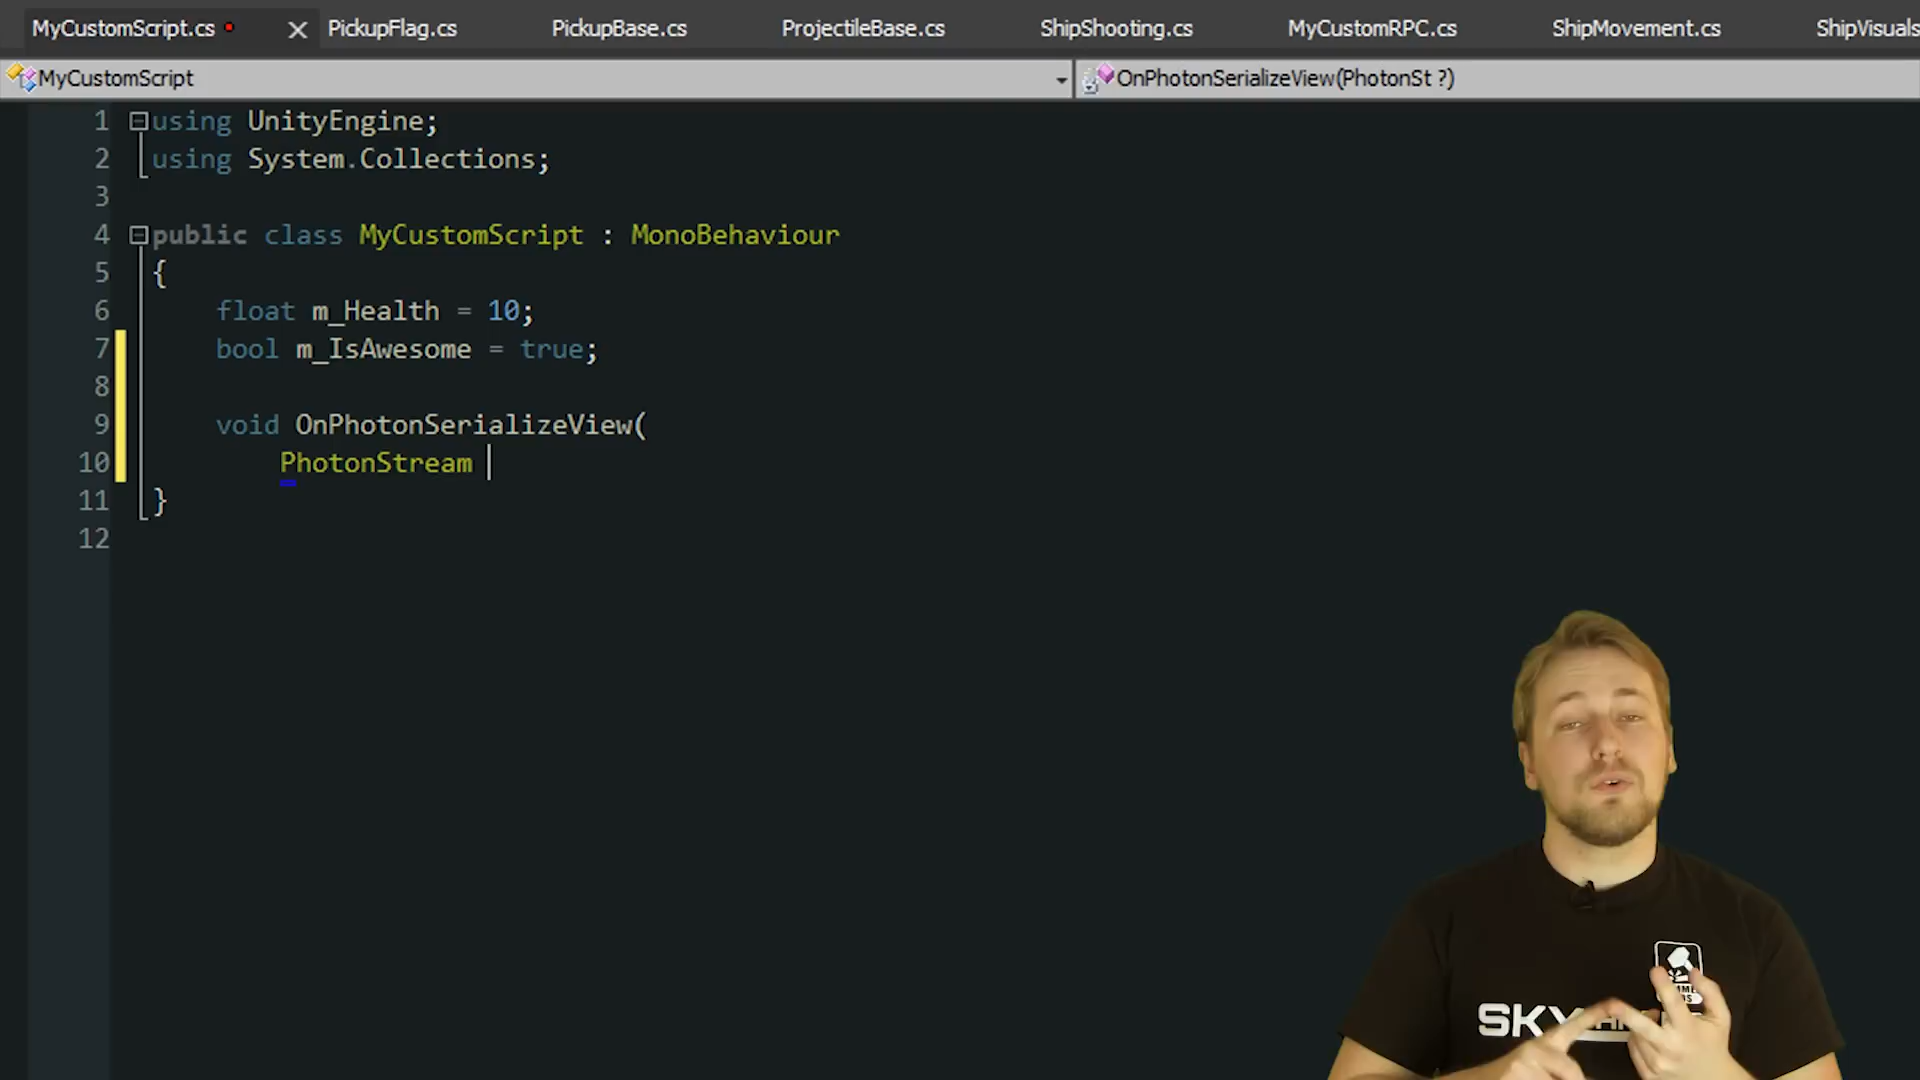 MyCustomScript.cs PickupFlag.cs PickupBase.cs ProjectileBase.cs ShipShooting.cs MyCustomRPC.cs ShipMovement.cs ShipVisuals
MyCustomScript OnPhotonSerializeView(PhotonSt ?)
1 using UnityEngine;
2 using System.Collections;
3
4 public class MyCustomScript : MonoBehaviour
5 {
6 float m_Health = 10;
7 bool m_IsAwesome = true;
8
9 void OnPhotonSerializeView(
10 PhotonStream
11 }
12
SKY